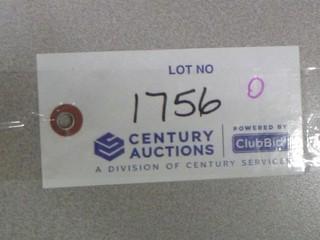 LOT NO
1756 0
CENTURY AUCTIONS
POWERED BY
ClubBid
A DIVISION OF CENTURY SERVICES